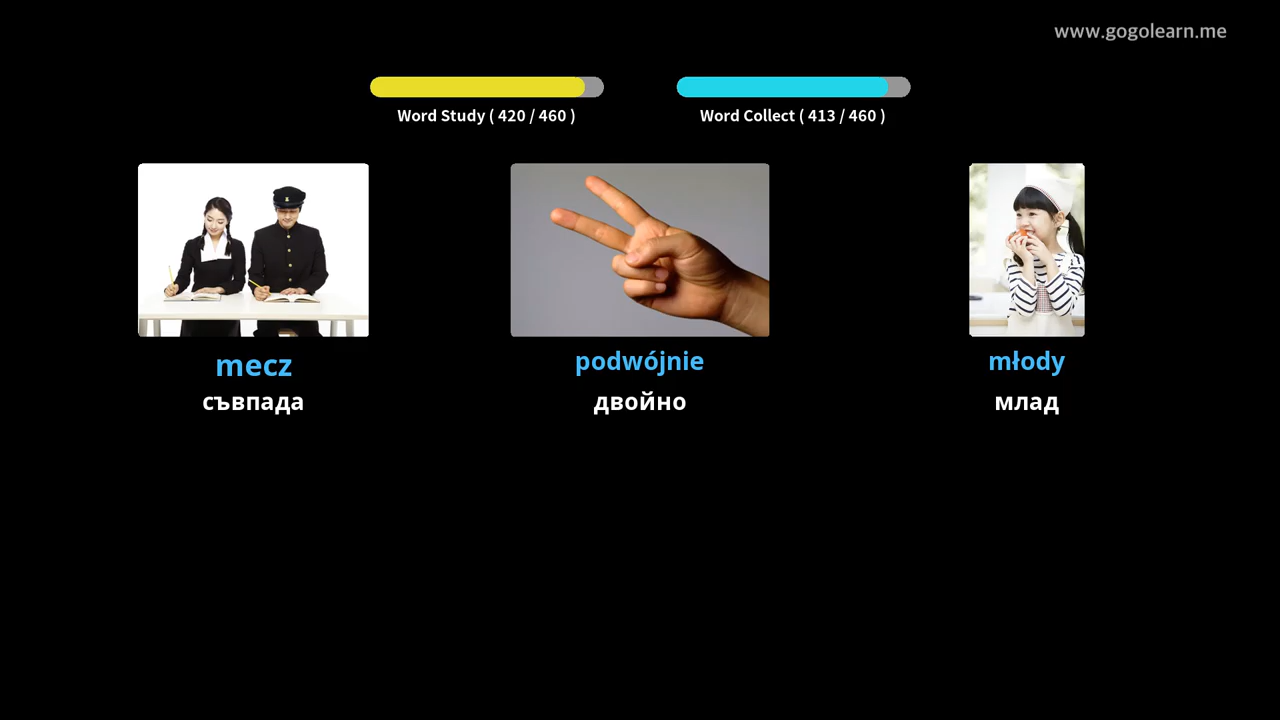 www.gogolearn.me
Word Study ( 420 / 460 )
Word Collect ( 413 / 460 )
mecz
съвпада
podwójnie
двойно
młody
млад